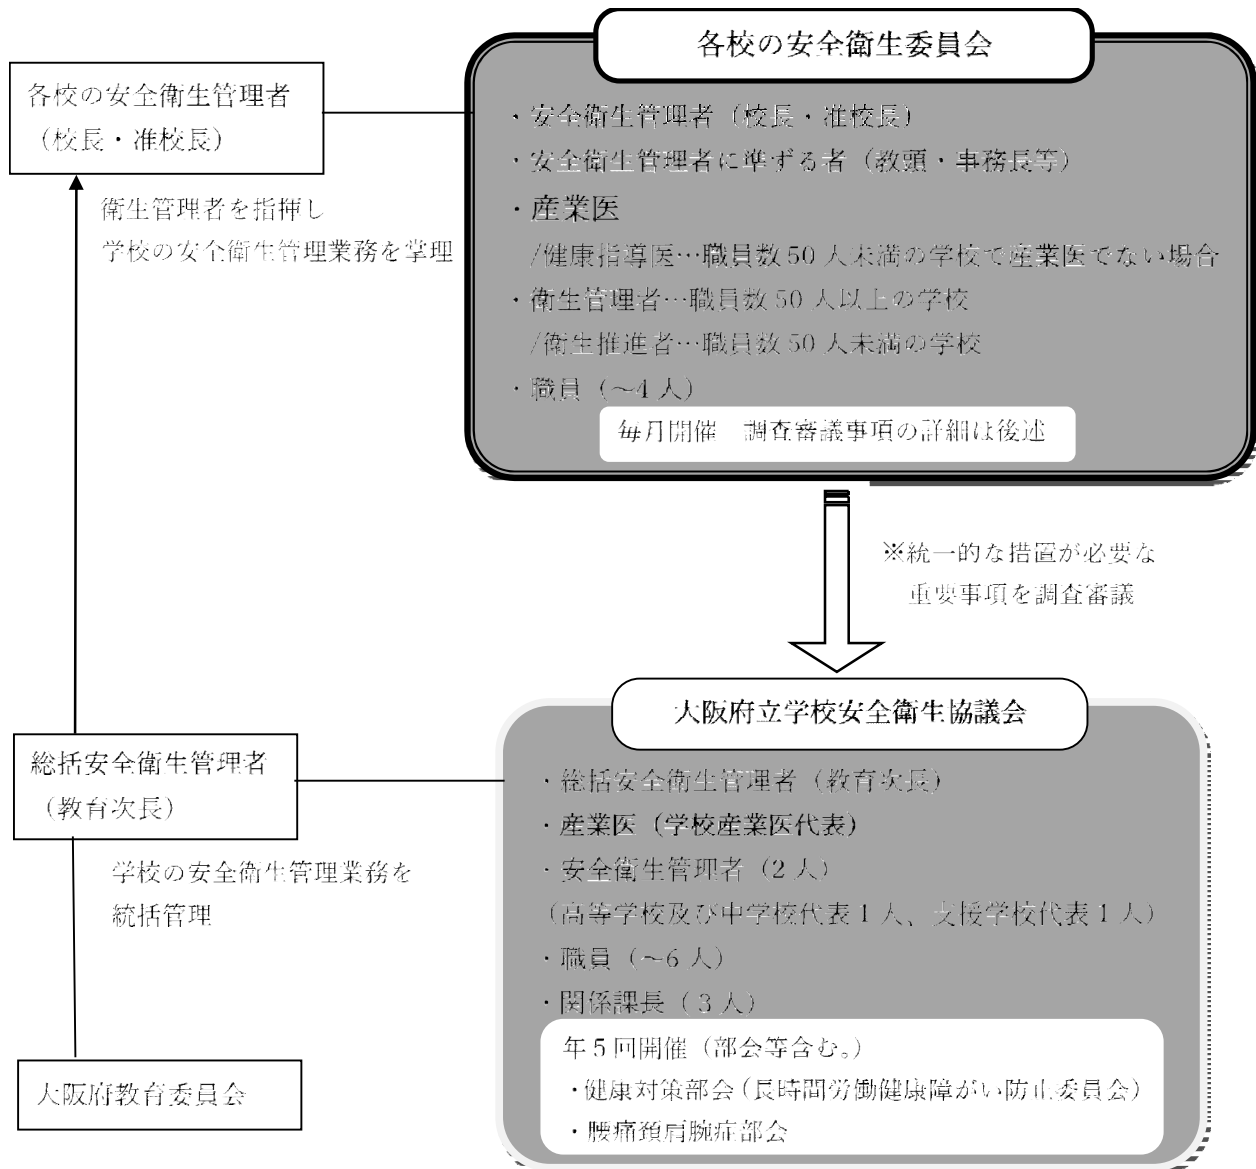 各校の安全衛生委員会
各校の安全衛生管理者
(校長・准校長)
・安全衛生管理者(校長・准校長)
・安全衛生管理者に準ずる者(教頭・事務長等)
・産業医
/健康指導医…職員数50人未満の学校で産業医でない場合
・衛生管理者…職員数50人以上の学校
/衛生推進者…職員数50人未満の学校
・職員(~4人)
毎月開催 調査審議事項の詳細は後述
衛生管理者を指揮し
学校の安全衛生管理業務を掌理
※統一的な措置が必要な
重要事項を調査審議
大阪府立学校安全衛生協議会
総括安全衛生管理者
(教育次長)
・総括安全衛生管理者(教育次長)
・産業医(学校産業医代表)
・安全衛生管理者(2人)
(高等学校及び中学校代表1人、支援学校代表1人)
・職員(~6人)
・関係課長(3人)
年5回開催(部会等含む。)
・健康対策部会(長時間労働健康障がい防止委員会)
・腰痛頚肩腕症部会
学校の安全衛生管理業務を
統括管理
大阪府教育委員会